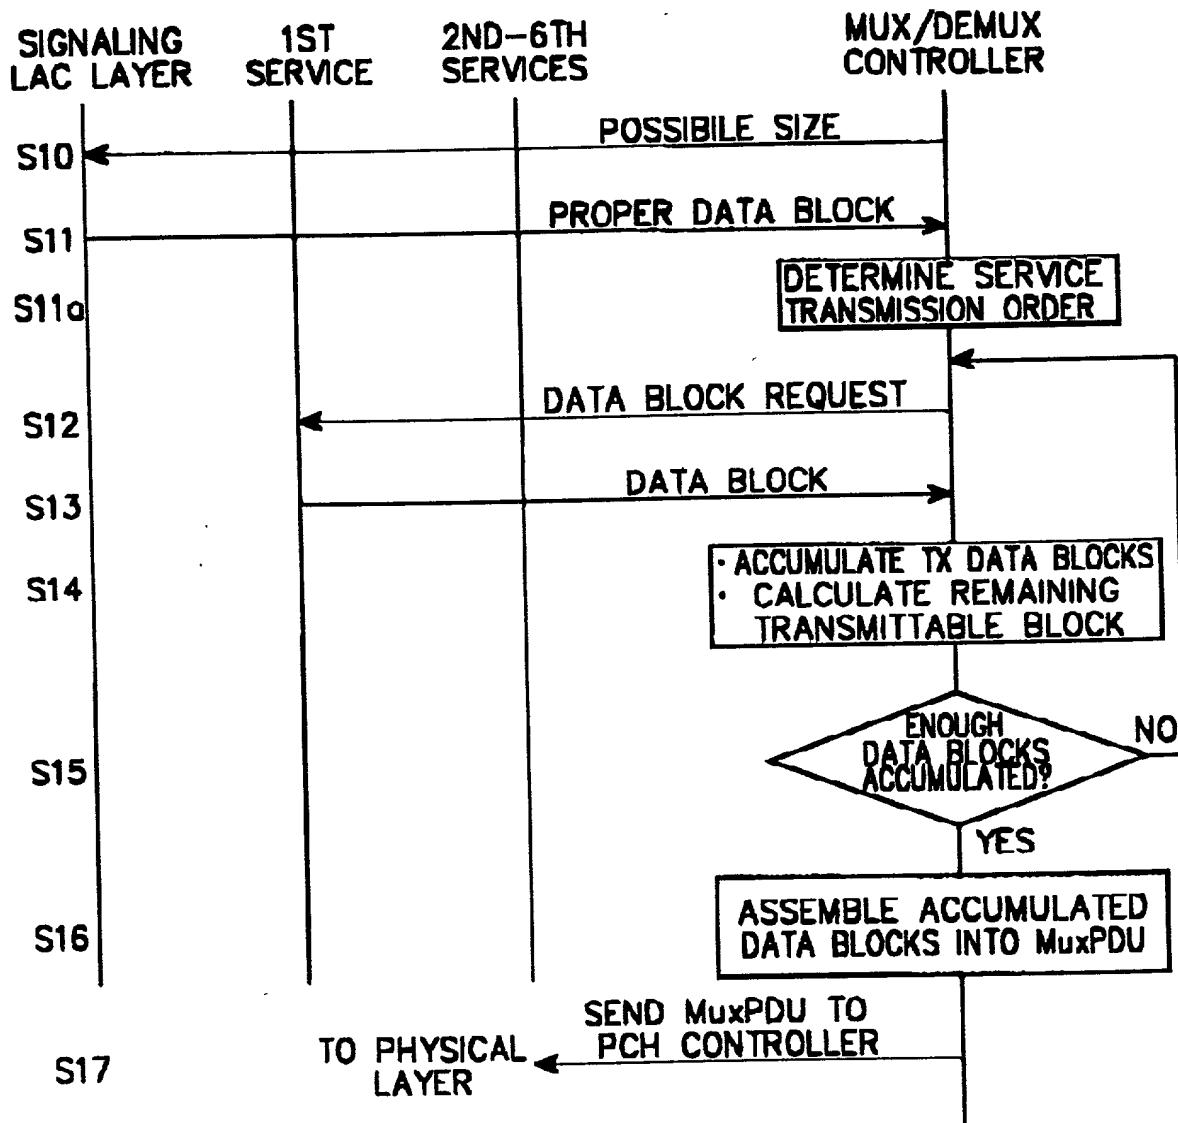 SIGNALING
LAC LAYER
1ST
SERVICE
2ND-6TH
SERVICES
MUX/DEMUX
CONTROLLER
S10
POSSIBILE SIZE
S11
PROPER DATA BLOCK
S11a
DETERMINE SERVICE
TRANSMISSION ORDER
S12
DATA BLOCK REQUEST
S13
DATA BLOCK
S14
· ACCUMULATE TX DATA BLOCKS
· CALCULATE REMAINING
TRANSMITTABLE BLOCK
S15
ENOUGH
DATA BLOCKS
ACCUMULATED?
NO
YES
S16
ASSEMBLE ACCUMULATED
DATA BLOCKS INTO MuxPDU
S17
TO PHYSICAL
LAYER
SEND MuxPDU TO
PCH CONTROLLER